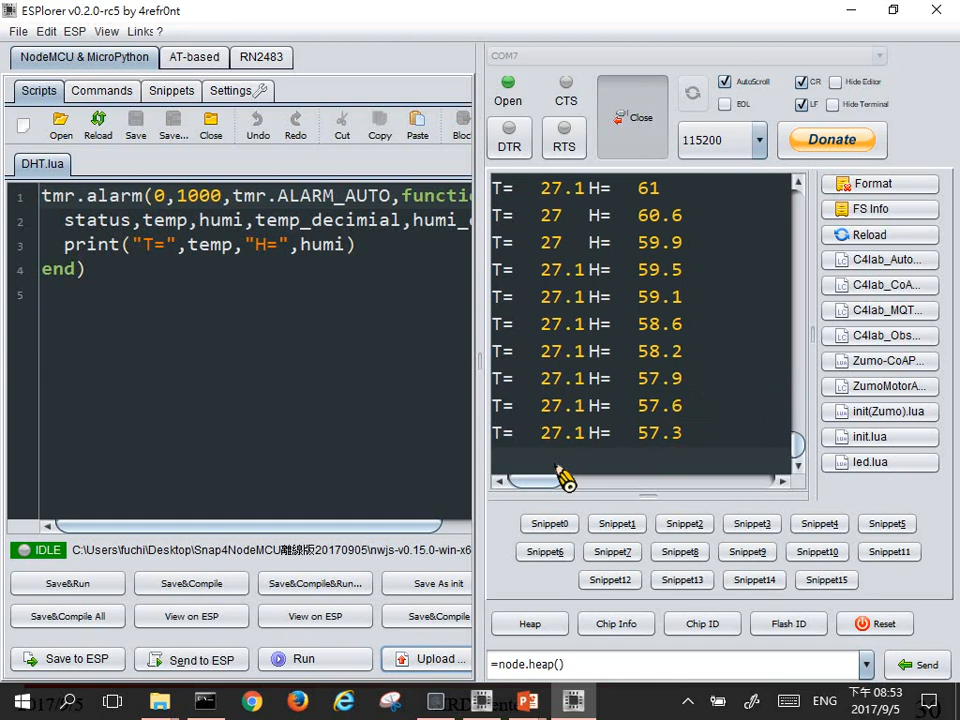 ESPlorer v0.2.0-rc5 by 4refr0nt
File Edit ESP View Links ?
NodeMCU & MicroPython AT-based RN2483
Scripts Commands Snippets Settings
Open Reload Save Save... Close Undo Redo Cut Copy Paste Bloc
DHT.lua
1 tmr.alarm(0,1000,tmr.ALARM_AUTO,functi
2 status,temp,humi,temp_decimial,humi_
3 print("T=",temp,"H=",humi)
4 end)
5
IDLE C:\Users\fuchi\Desktop\Snap4NodeMCU離線版20170905\nwjs-v0.15.0-win-x6
Save&Run Save&Compile Save&Compile&Run... Save As init
Save&Compile All View on ESP View on ESP Save&Compile
Save to ESP Send to ESP Run Upload ...
COM7
Open CTS Close AutoScroll CR Hide Editor
EOL LF Hide Terminal
DTR RTS 115200 Donate
T= 27.1 H= 61
T= 27 H= 60.6
T= 27 H= 59.9
T= 27.1 H= 59.5
T= 27.1 H= 59.1
T= 27.1 H= 58.6
T= 27.1 H= 58.2
T= 27.1 H= 57.9
T= 27.1 H= 57.6
T= 27.1 H= 57.3
Format
FS Info
Reload
C4lab_Auto...
C4lab_CoA...
C4lab_MQT...
C4lab_Obs...
Zumo-CoAP...
ZumoMotorA...
init(Zumo).lua
init.lua
led.lua
Snippet0 Snippet1 Snippet2 Snippet3 Snippet4 Snippet5
Snippet6 Snippet7 Snippet8 Snippet9 Snippet10 Snippet11
Snippet12 Snippet13 Snippet14 Snippet15
Heap Chip Info Chip ID Flash ID Reset
=node.heap() Send
ENG 下午 08:53
2017/9/5